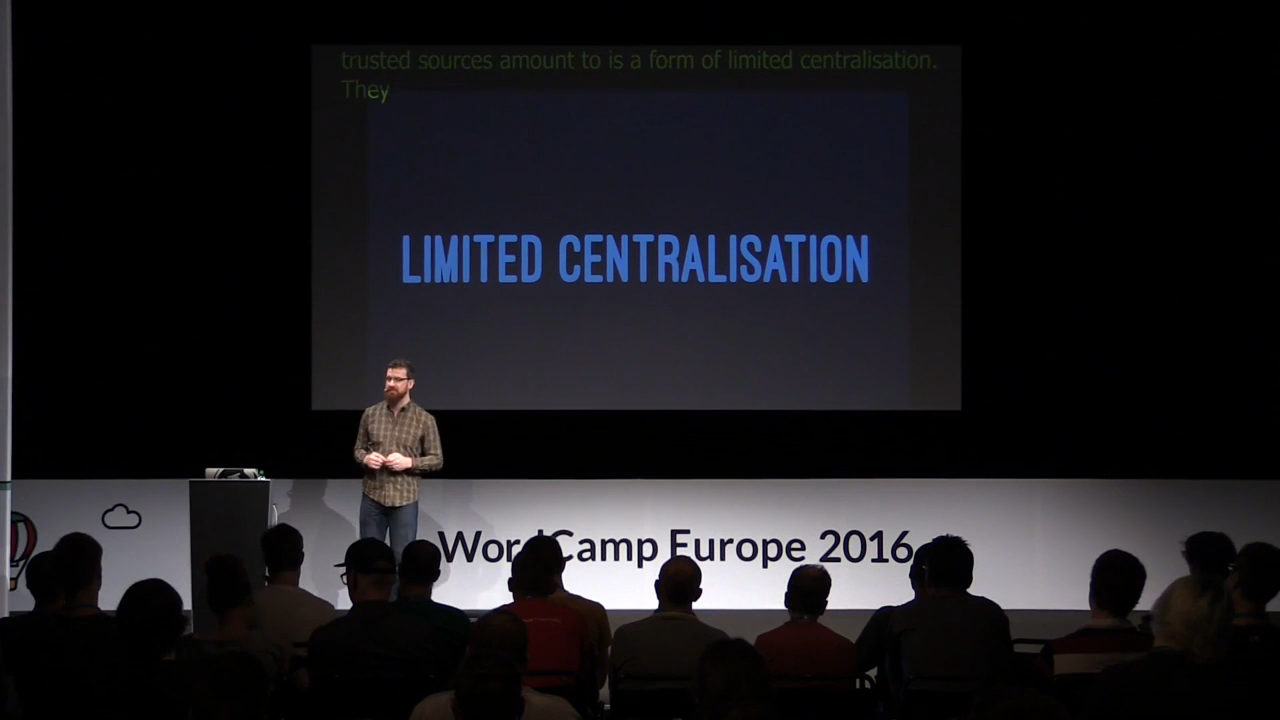 trusted sources amount to is a form of limited centralisation.
They
LIMITED CENTRALISATION
WordCamp Europe 2016